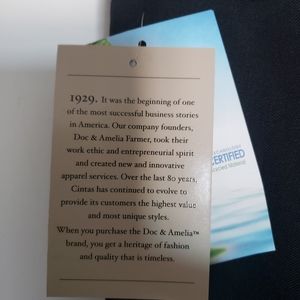 1929. It was the beginning of one
of the most successful business stories
in America. Our company founders,
Doc & Amelia Farmer, took their
work ethic and entrepreneurial spirit
and created new and innovative
apparel services. Over the last 80 years,
Cintas has continued to evolve to
provide its customers the highest value
and most unique styles.
When you purchase the Doc & Amelia™
brand, you get a heritage of fashion
and quality that is timeless.
CERTIFIED
Material